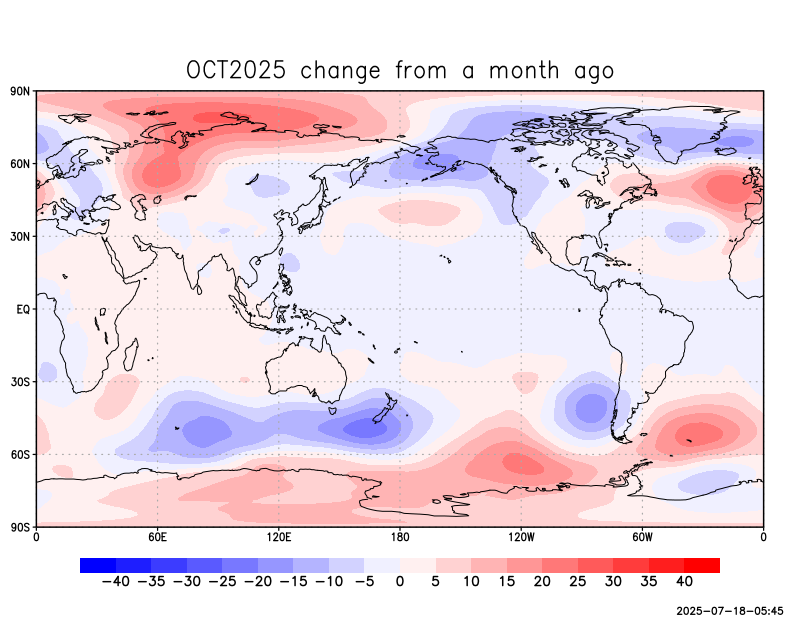 OCT2025 change from a month ago
90N
60N
30N
EQ
30S
60S
90S
0 60E 120E 180 120W 60W 0
−40 −35 −30 −25 −20 −15 −10 −5 0 5 10 15 20 25 30 35 40
2025-07-18-05:45